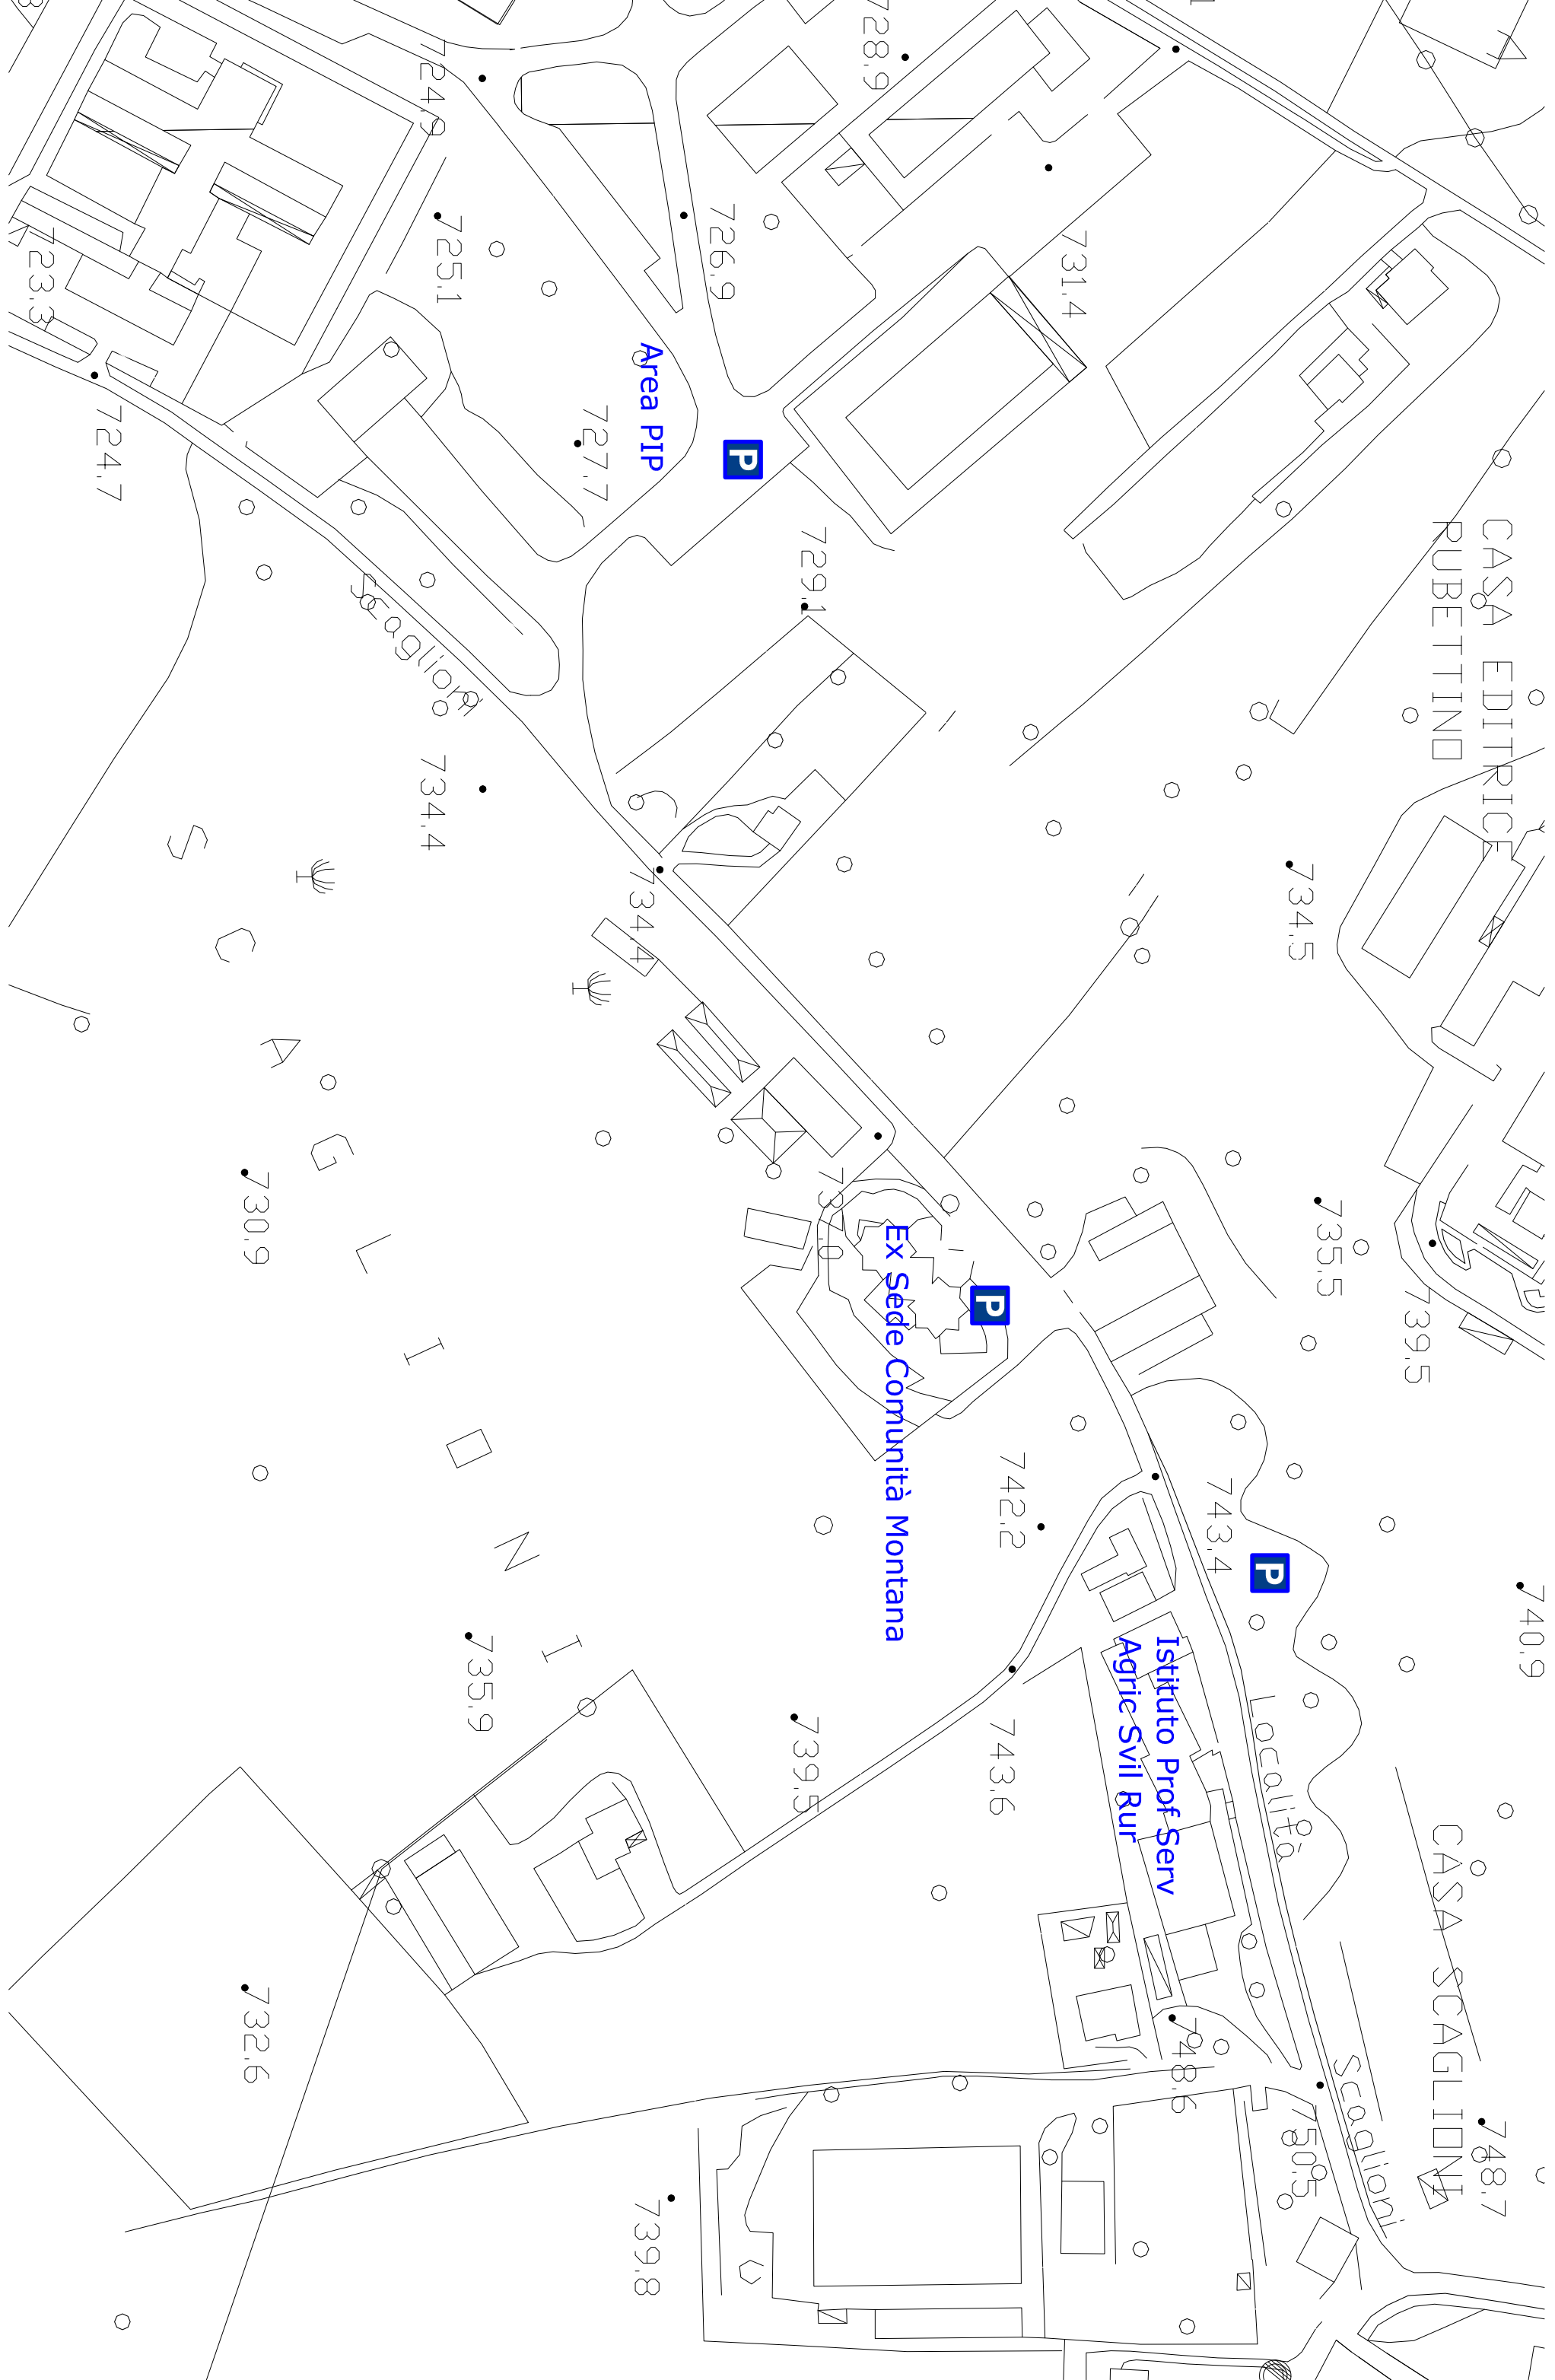 CASA EDITRICE
RUBETTINO
CASA SCAGLIONI
Area PIP
P
Ex Sede Comunità Montana
P
Istituto Prof Serv
Agric Svil Rur
P
Località
Scaglioni
Scaglioni
SCAGLIONI
728.9
724.9
725.1
726.9
731.4
723.3
724.7
727.7
729.1
734.4
734.4
734.5
730.9
737.0
735.5
739.5
742.2
743.4
740.9
735.9
739.5
743.6
732.6
748.6
750.5
748.7
739.8